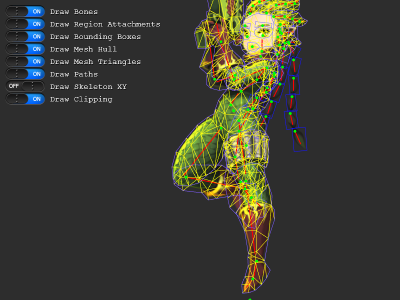 ON Draw Bones
ON Draw Region Attachments
ON Draw Bounding Boxes
ON Draw Mesh Hull
ON Draw Mesh Triangles
ON Draw Paths
OFF Draw Skeleton XY
ON Draw Clipping